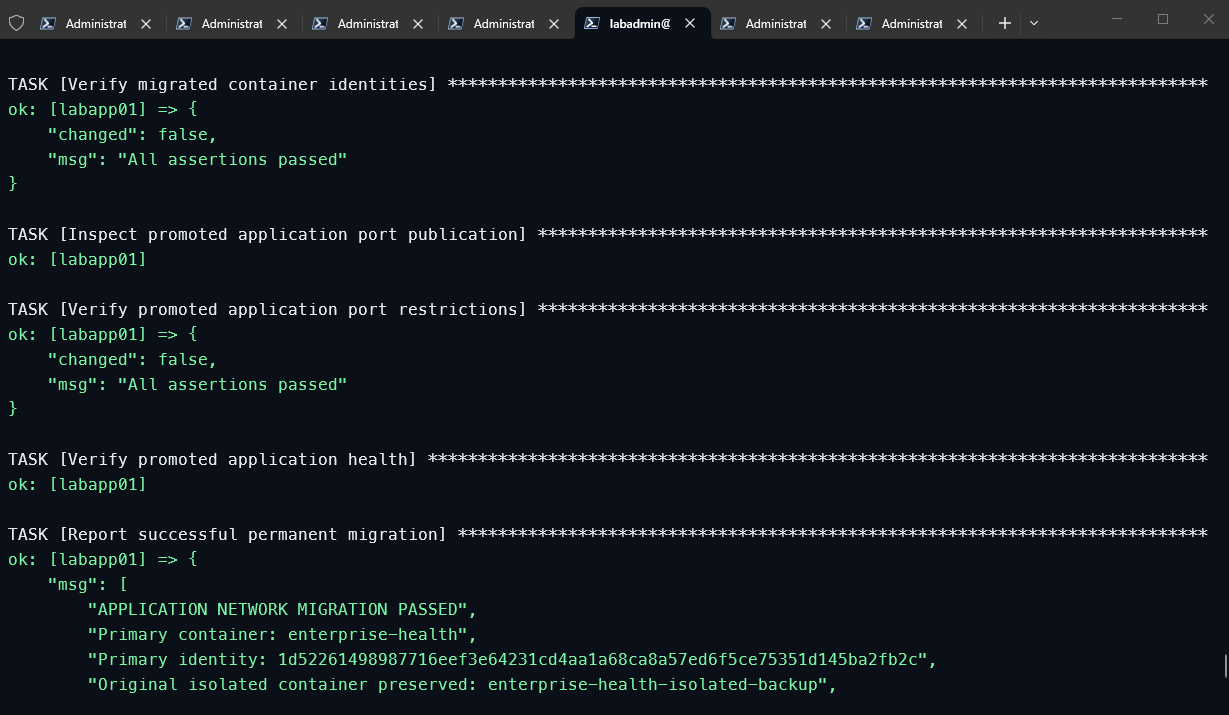 Administrat Administrat Administrat Administrat labadmin@ Administrat Administrat
TASK [Verify migrated container identities] ****************************************************************************
ok: [labapp01] => {
    "changed": false,
    "msg": "All assertions passed"
}
TASK [Inspect promoted application port publication] *******************************************************************
ok: [labapp01]
TASK [Verify promoted application port restrictions] *******************************************************************
ok: [labapp01] => {
    "changed": false,
    "msg": "All assertions passed"
}
TASK [Verify promoted application health] ******************************************************************************
ok: [labapp01]
TASK [Report successful permanent migration] ***************************************************************************
ok: [labapp01] => {
    "msg": [
        "APPLICATION NETWORK MIGRATION PASSED",
        "Primary container: enterprise-health",
        "Primary identity: 1d52261498987716eef3e64231cd4aa1a68ca8a57ed6f5ce75351d145ba2fb2c",
        "Original isolated container preserved: enterprise-health-isolated-backup",